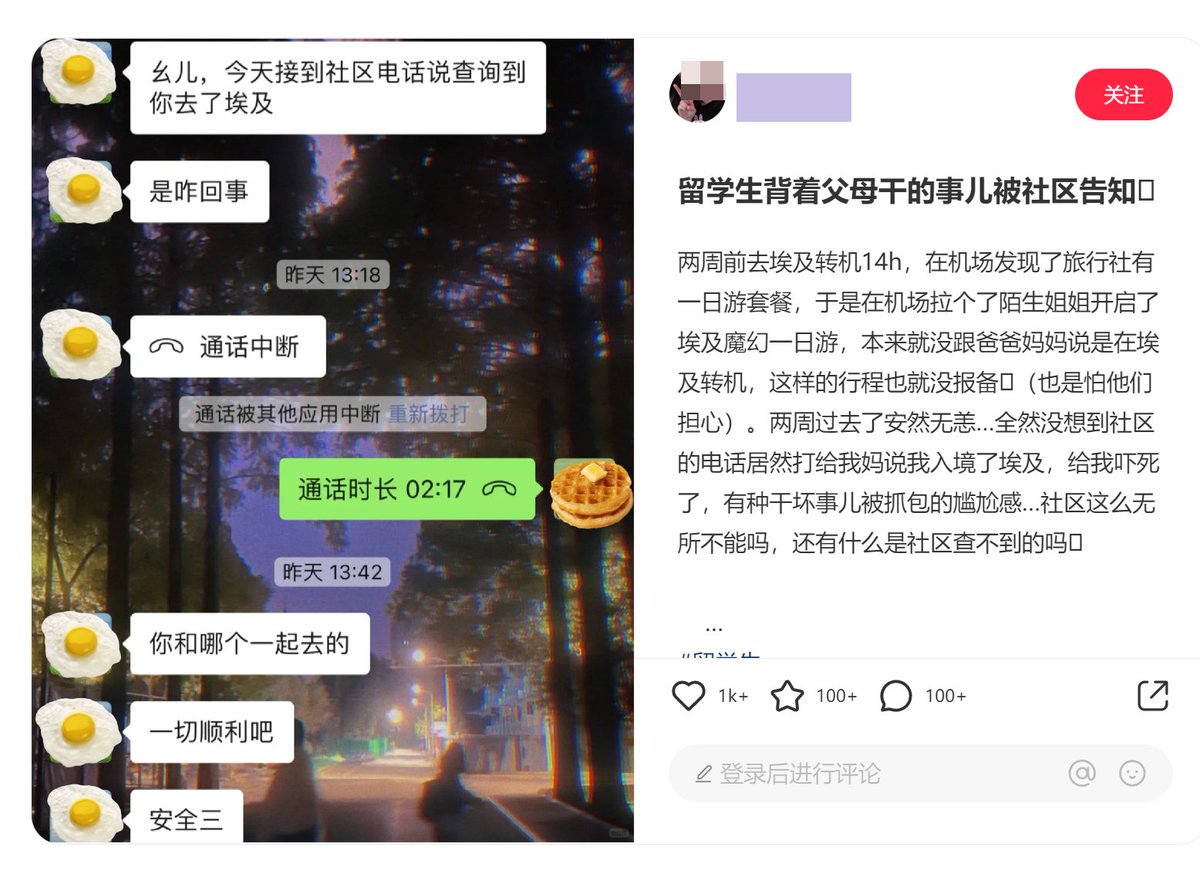 幺儿，今天接到社区电话说查询到
你去了埃及
是咋回事
昨天 13:18
通话中断
通话被其他应用中断 重新拨打
通话时长 02:17
昨天 13:42
你和哪个一起去的
一切顺利吧
安全三
关注
留学生背着父母干的事儿被社区告知
两周前去埃及转机14h，在机场发现了旅行社有
一日游套餐，于是在机场拉个了陌生姐姐开启了
埃及魔幻一日游，本来就没跟爸爸妈妈说是在埃
及转机，这样的行程也就没报备（也是怕他们
担心）。两周过去了安然无恙...全然没想到社区
的电话居然打给我妈说我入境了埃及，给我吓死
了，有种干坏事儿被抓包的尴尬感...社区这么无
所不能吗，还有什么是社区查不到的吗
...
#留学生
1k+
100+
100+
登录后进行评论